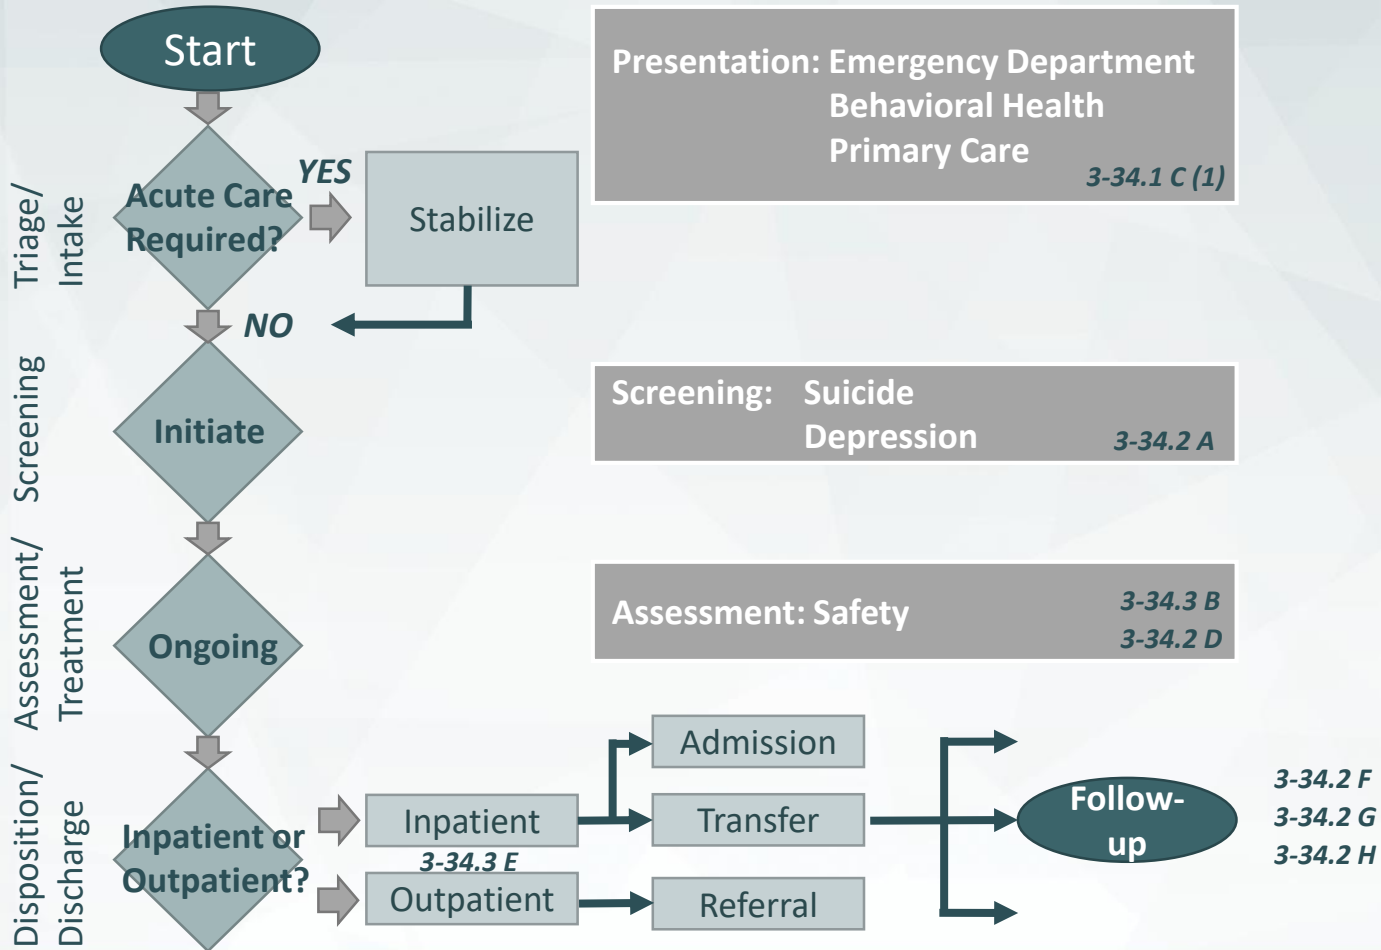 Start
Presentation: Emergency Department
Behavioral Health
Primary Care
3-34.1 C (1)
Triage/
Intake
Acute Care
Required?
YES
Stabilize
NO
Screening
Initiate
Screening: Suicide
Depression
3-34.2 A
Assessment/
Treatment
Ongoing
Assessment: Safety
3-34.3 B
3-34.2 D
Disposition/
Discharge
Inpatient or
Outpatient?
Inpatient
3-34.3 E
Outpatient
Admission
Transfer
Referral
Follow-
up
3-34.2 F
3-34.2 G
3-34.2 H